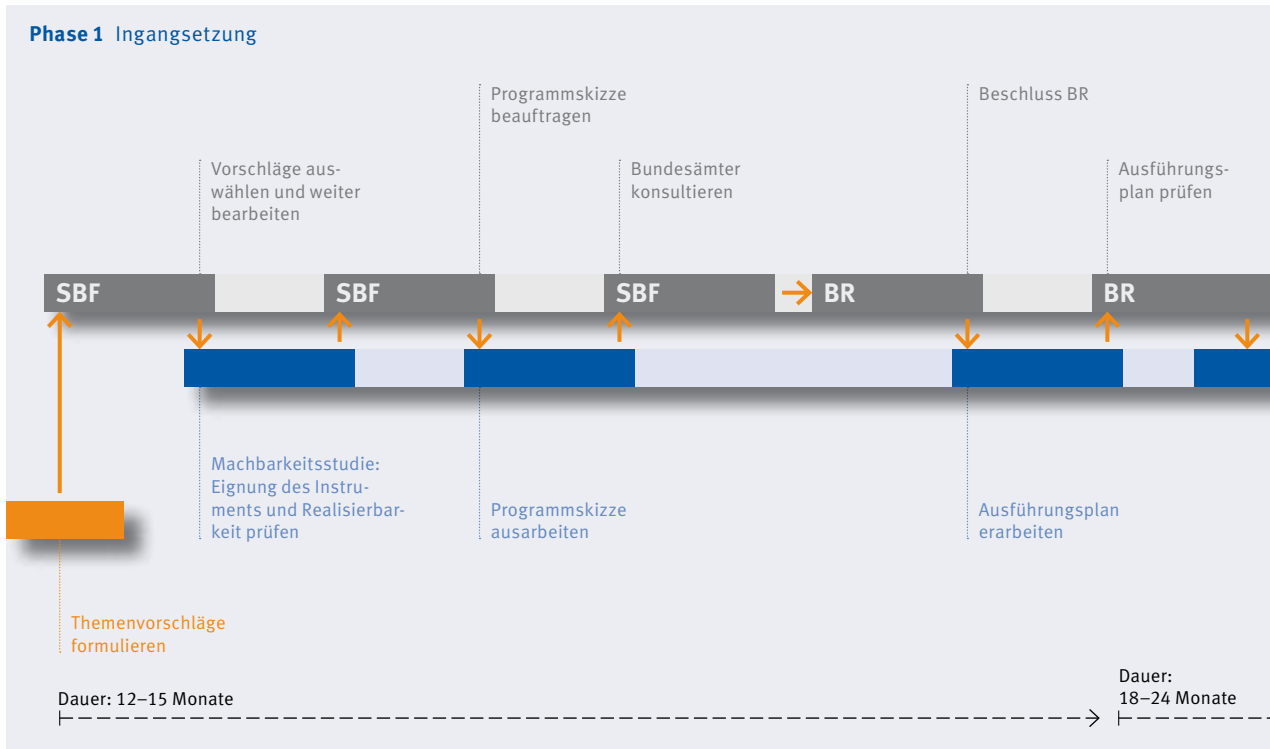 Phase 1 Ingangsetzung
Programmskizze
beauftragen
Beschluss BR
Vorschläge aus-
wählen und weiter
bearbeiten
Bundesämter
konsultieren
Ausführungs-
plan prüfen
SBF
SBF
SBF
BR
BR
Machbarkeitsstudie:
Eignung des Instru-
ments und Realisierbar-
keit prüfen
Programmskizze
ausarbeiten
Ausführungsplan
erarbeiten
Themenvorschläge
formulieren
Dauer: 12–15 Monate
Dauer:
18–24 Monate